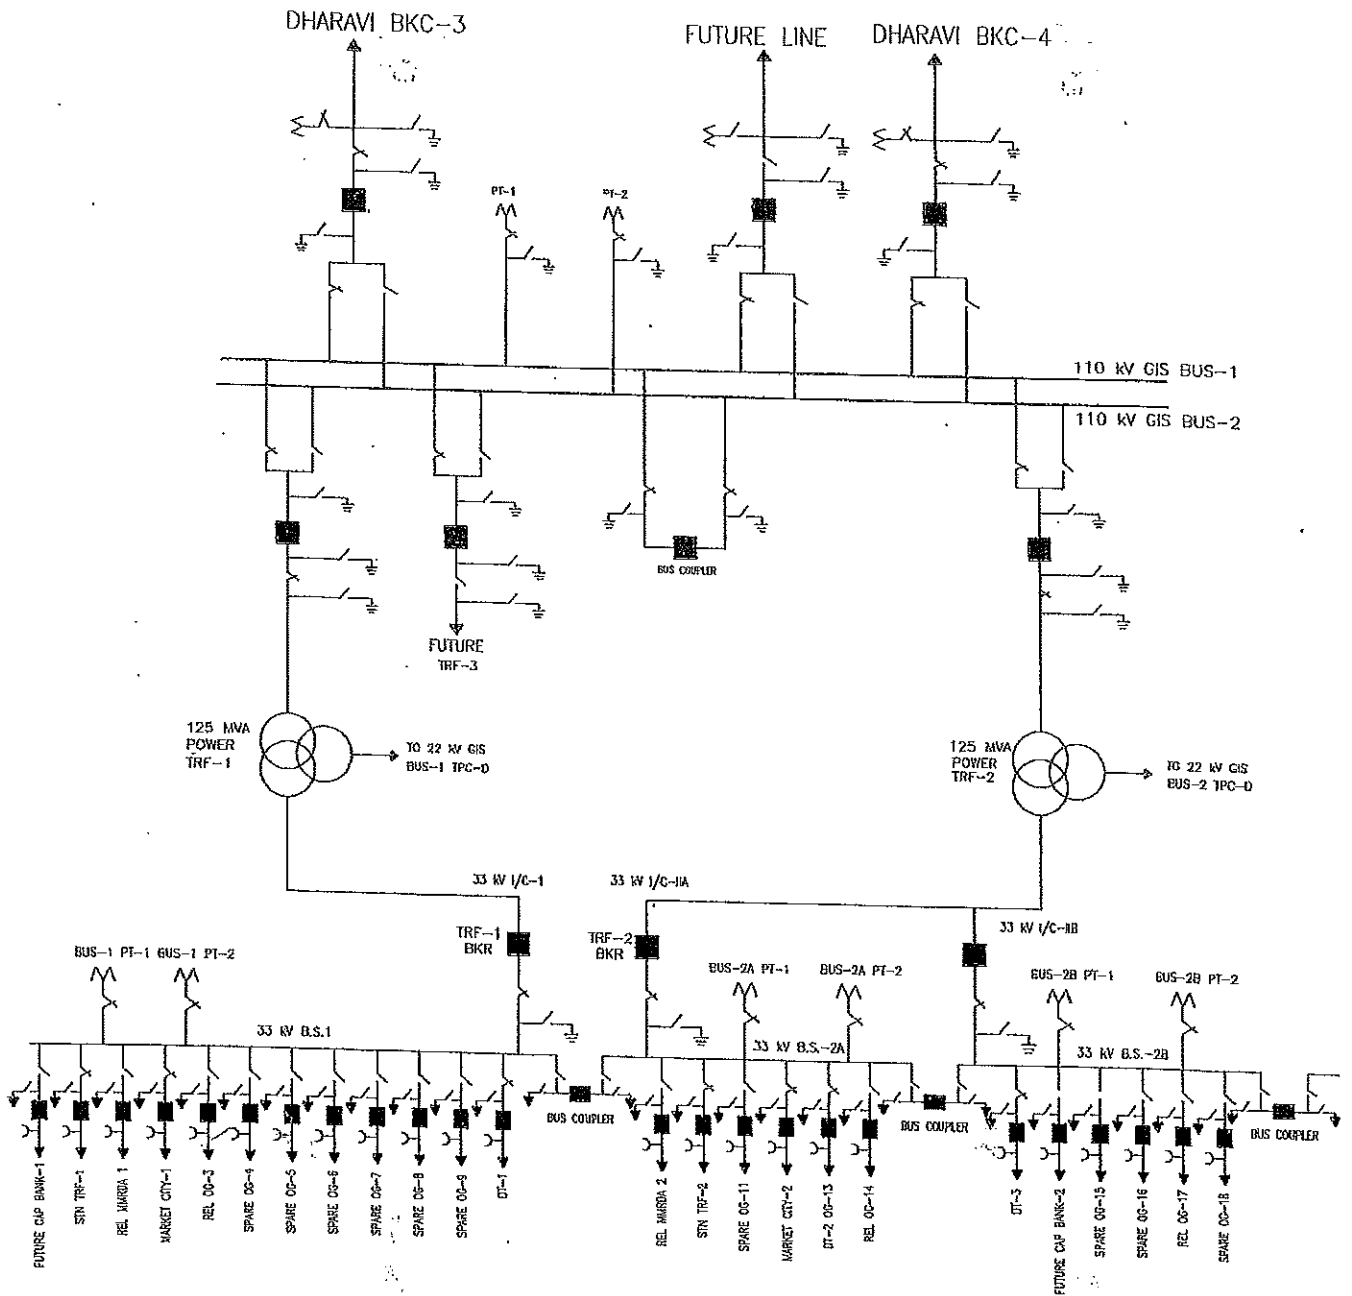 DHARAVI BKC-3
FUTURE LINE
DHARAVI BKC-4
PT-1
PT-2
110 kV GIS BUS-1
110 kV GIS BUS-2
BUS COUPLER
FUTURE
TRF-3
125 MVA
POWER
TRF-1
TO 22 kV GIS
BUS-1 TPC-D
125 MVA
POWER
TRF-2
TO 22 kV GIS
BUS-2 TPC-D
33 kV I/C-1
33 kV I/C-IIA
33 kV I/C-IIB
TRF-1
BKR
TRF-2
BKR
BUS-1 PT-1
BUS-1 PT-2
BUS-2A PT-1
BUS-2A PT-2
BUS-2B PT-1
BUS-2B PT-2
33 kV B.S.1
33 kV B.S.-2A
33 kV B.S.-2B
BUS COUPLER
BUS COUPLER
BUS COUPLER
FUTURE CAP BANK-1
STN TRF-1
REL MMRDA 1
MARKET CITY-1
REL OG-3
SPARE OG-4
SPARE OG-5
SPARE OG-6
SPARE OG-7
SPARE OG-8
SPARE OG-9
DT-1
REL MMRDA 2
STN TRF-2
SPARE OG-11
MARKET CITY-2
DT-2 OG-13
REL OG-14
DT-3
FUTURE CAP BANK-2
SPARE OG-15
SPARE OG-16
REL OG-17
SPARE OG-18